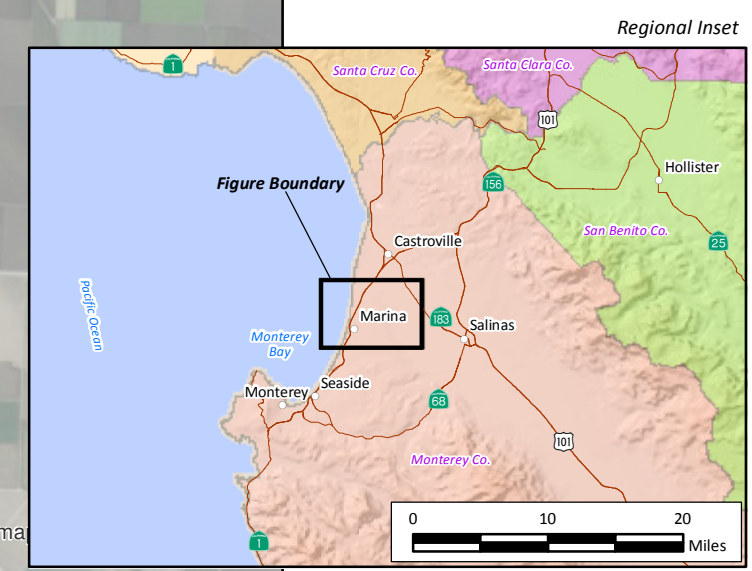 Regional Inset
1
Santa Cruz Co.
Santa Clara Co.
101
Hollister
156
Figure Boundary
San Benito Co.
25
Castroville
Pacific Ocean
Marina
183
Salinas
Monterey
Bay
Seaside
Monterey
68
101
Monterey Co.
1
0 10 20
Miles